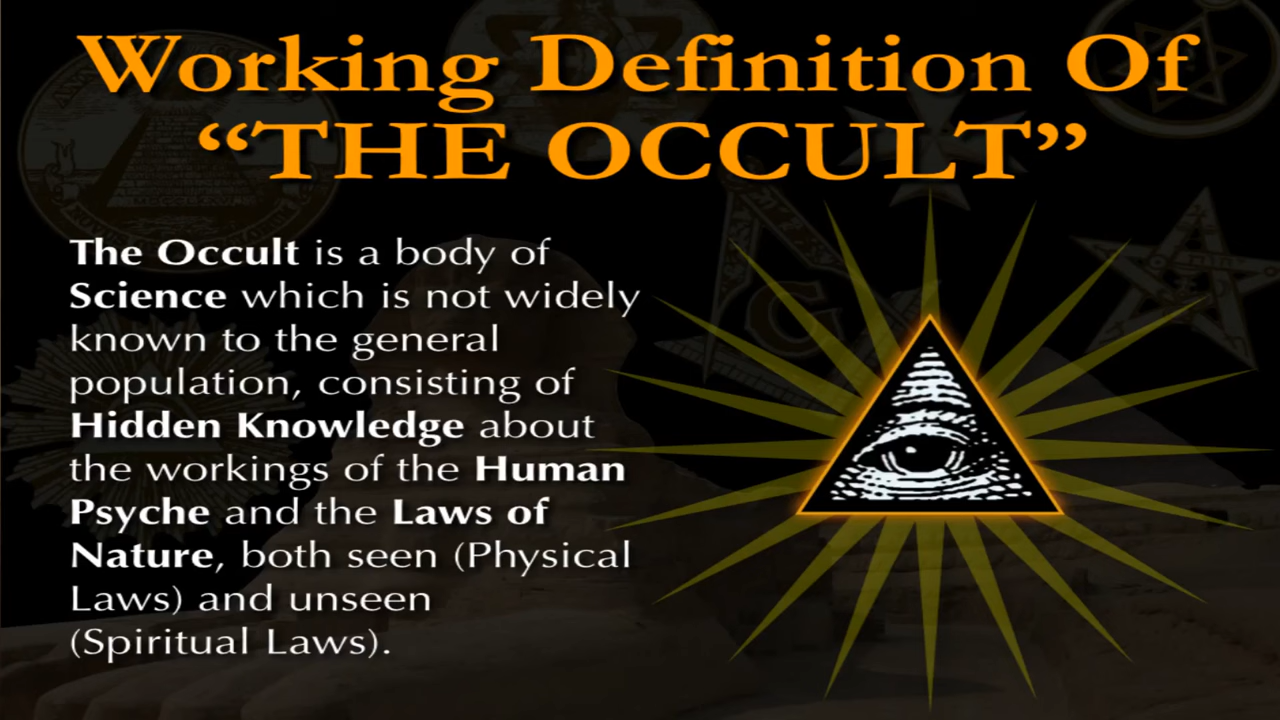 Working Definition Of
“THE OCCULT”
The Occult is a body of
Science which is not widely
known to the general
population, consisting of
Hidden Knowledge about
the workings of the Human
Psyche and the Laws of
Nature, both seen (Physical
Laws) and unseen
(Spiritual Laws).
G